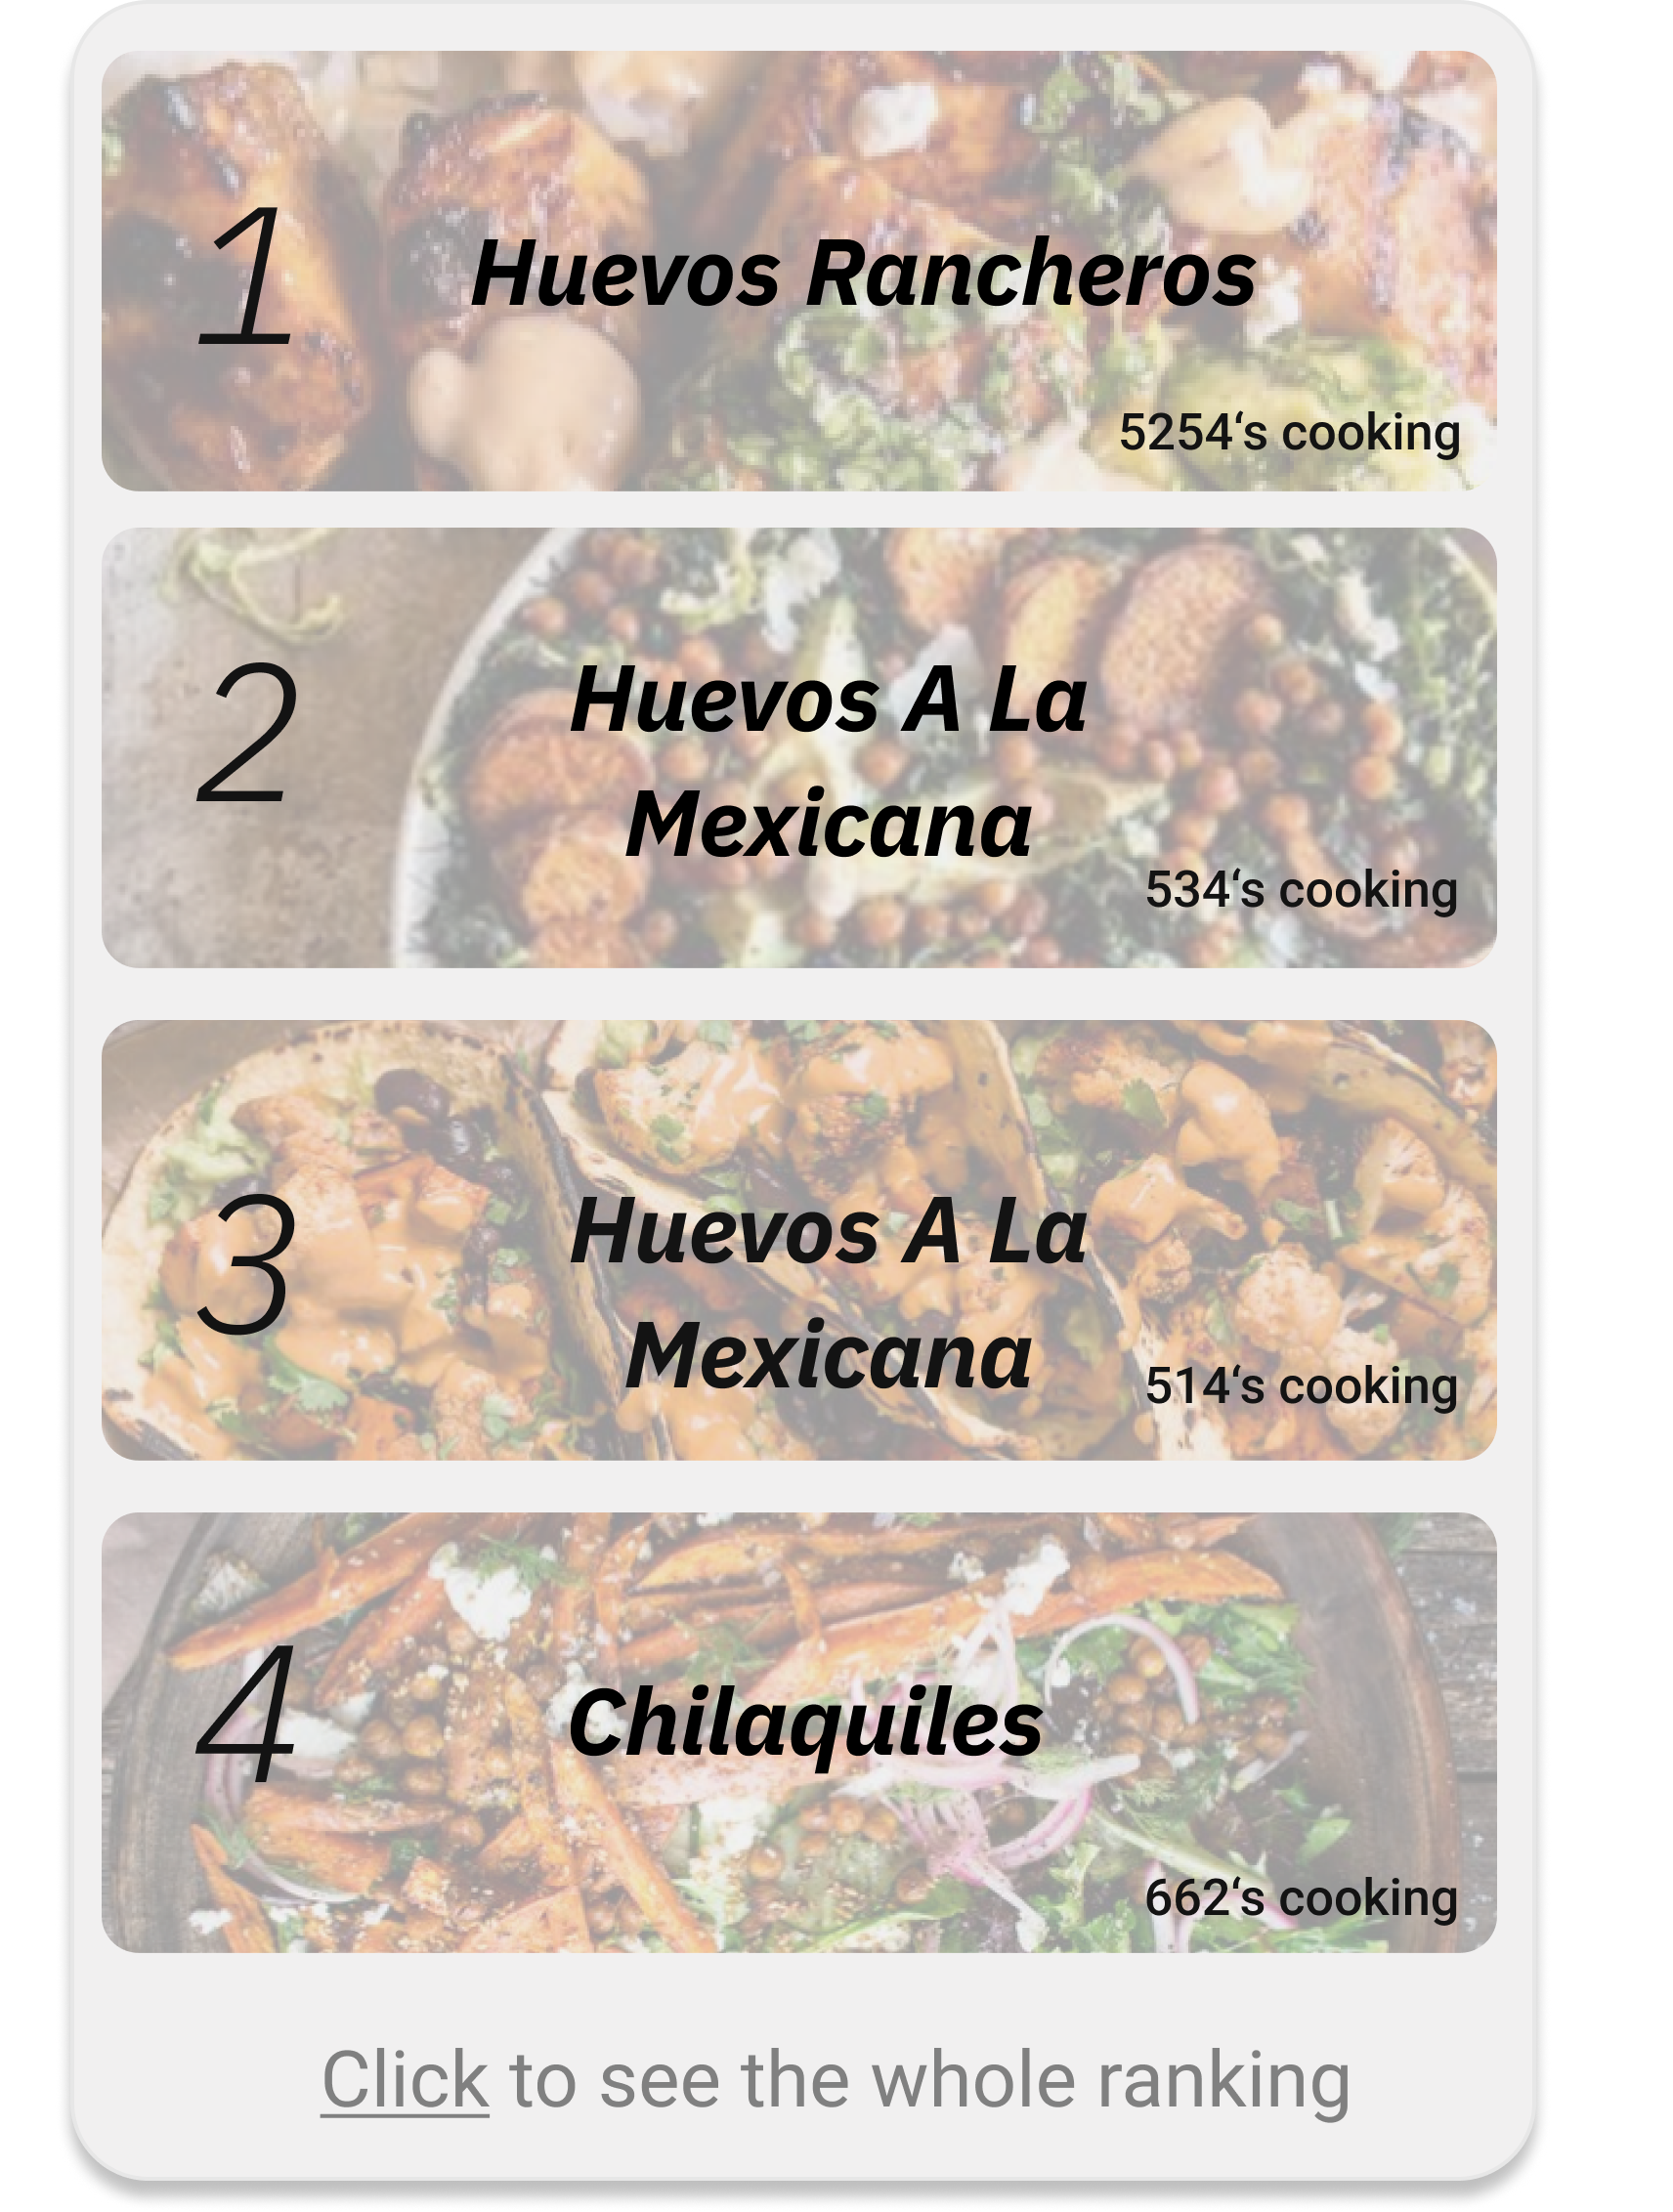 1
Huevos Rancheros
5254‘s cooking
2
Huevos A La
Mexicana
534‘s cooking
3
Huevos A La
Mexicana
514‘s cooking
4
Chilaquiles
662‘s cooking
Click to see the whole ranking